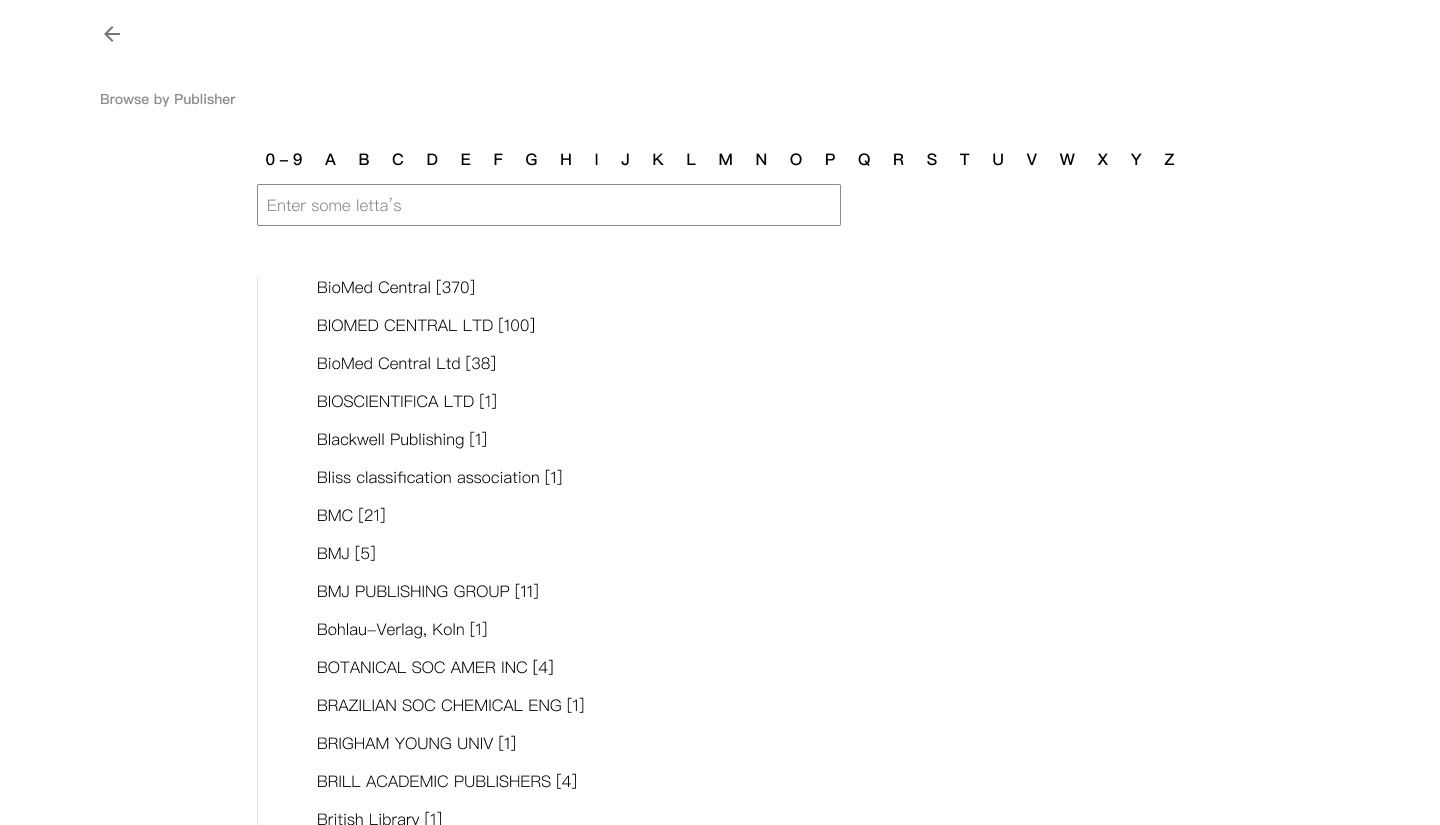 Browse by Publisher
0-9 A B C D E F G H I J K L M N O P Q R S T U V W X Y Z
Enter some letta's
BioMed Central [370]
BIOMED CENTRAL LTD [100]
BioMed Central Ltd [38]
BIOSCIENTIFICA LTD [1]
Blackwell Publishing [1]
Bliss classification association [1]
BMC [21]
BMJ [5]
BMJ PUBLISHING GROUP [11]
Bohlau-Verlag, Koln [1]
BOTANICAL SOC AMER INC [4]
BRAZILIAN SOC CHEMICAL ENG [1]
BRIGHAM YOUNG UNIV [1]
BRILL ACADEMIC PUBLISHERS [4]
British Library [1]